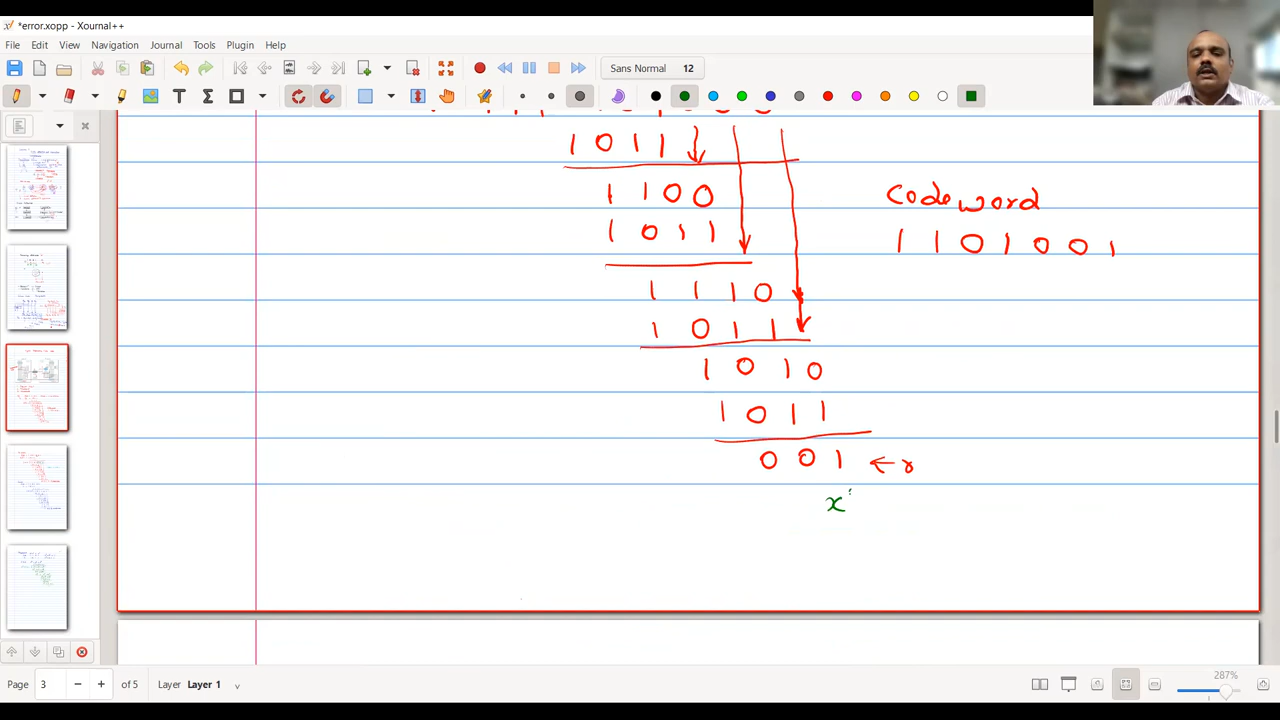 *error.xopp - Xournal++
File Edit View Navigation Journal Tools Plugin Help
Sans Normal 12
1 0 1 1
1 1 0 0
codeword
1 0 1 1
1 1 0 1 0 0 1
1 1 1 0
1 0 1 1
1 0 1 0
1 0 1 1
0 0 1 ← r
x
Page 3 of 5 Layer Layer 1
287%